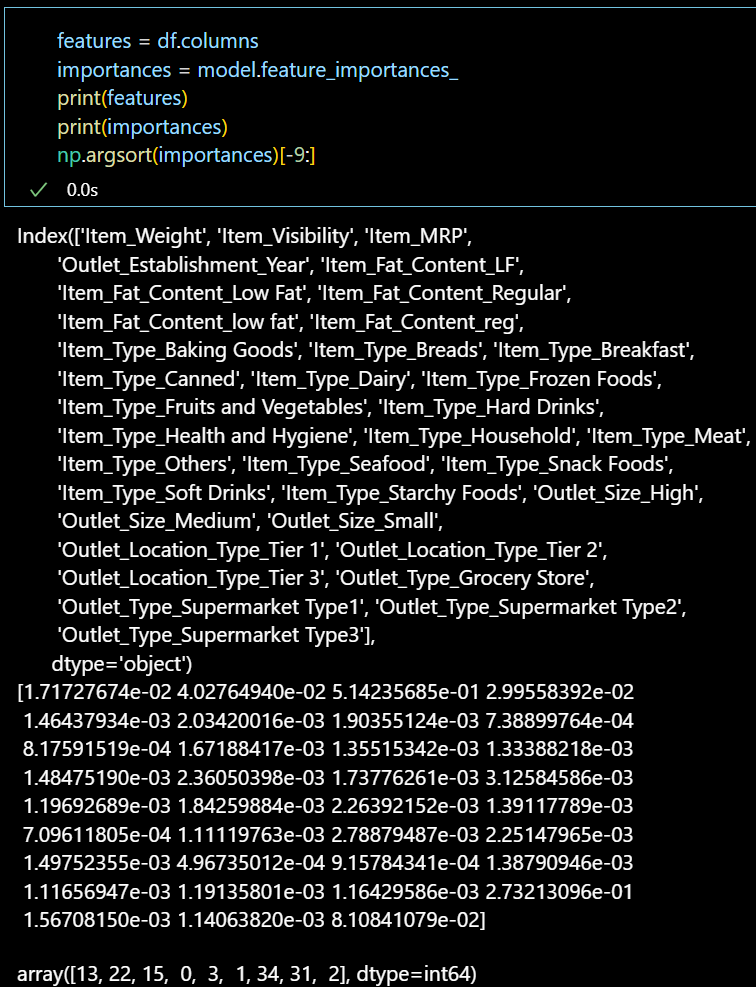 features = df.columns
importances = model.feature_importances_
print(features)
print(importances)
np.argsort(importances)[-9:]
0.0s
Index(['Item_Weight', 'Item_Visibility', 'Item_MRP',
'Outlet_Establishment_Year', 'Item_Fat_Content_LF',
'Item_Fat_Content_Low Fat', 'Item_Fat_Content_Regular',
'Item_Fat_Content_low fat', 'Item_Fat_Content_reg',
'Item_Type_Baking Goods', 'Item_Type_Breads', 'Item_Type_Breakfast',
'Item_Type_Canned', 'Item_Type_Dairy', 'Item_Type_Frozen Foods',
'Item_Type_Fruits and Vegetables', 'Item_Type_Hard Drinks',
'Item_Type_Health and Hygiene', 'Item_Type_Household', 'Item_Type_Meat',
'Item_Type_Others', 'Item_Type_Seafood', 'Item_Type_Snack Foods',
'Item_Type_Soft Drinks', 'Item_Type_Starchy Foods', 'Outlet_Size_High',
'Outlet_Size_Medium', 'Outlet_Size_Small',
'Outlet_Location_Type_Tier 1', 'Outlet_Location_Type_Tier 2',
'Outlet_Location_Type_Tier 3', 'Outlet_Type_Grocery Store',
'Outlet_Type_Supermarket Type1', 'Outlet_Type_Supermarket Type2',
'Outlet_Type_Supermarket Type3'],
dtype='object')
[1.71727674e-02 4.02764940e-02 5.14235685e-01 2.99558392e-02
1.46437934e-03 2.03420016e-03 1.90355124e-03 7.38899764e-04
8.17591519e-04 1.67188417e-03 1.35515342e-03 1.33388218e-03
1.48475190e-03 2.36050398e-03 1.73776261e-03 3.12584586e-03
1.19692689e-03 1.84259884e-03 2.26392152e-03 1.39117789e-03
7.09611805e-04 1.11119763e-03 2.78879487e-03 2.25147965e-03
1.49752355e-03 4.96735012e-04 9.15784341e-04 1.38790946e-03
1.11656947e-03 1.19135801e-03 1.16429586e-03 2.73213096e-01
1.56708150e-03 1.14063820e-03 8.10841079e-02]
array([13, 22, 15,  0,  3,  1, 34, 31,  2], dtype=int64)